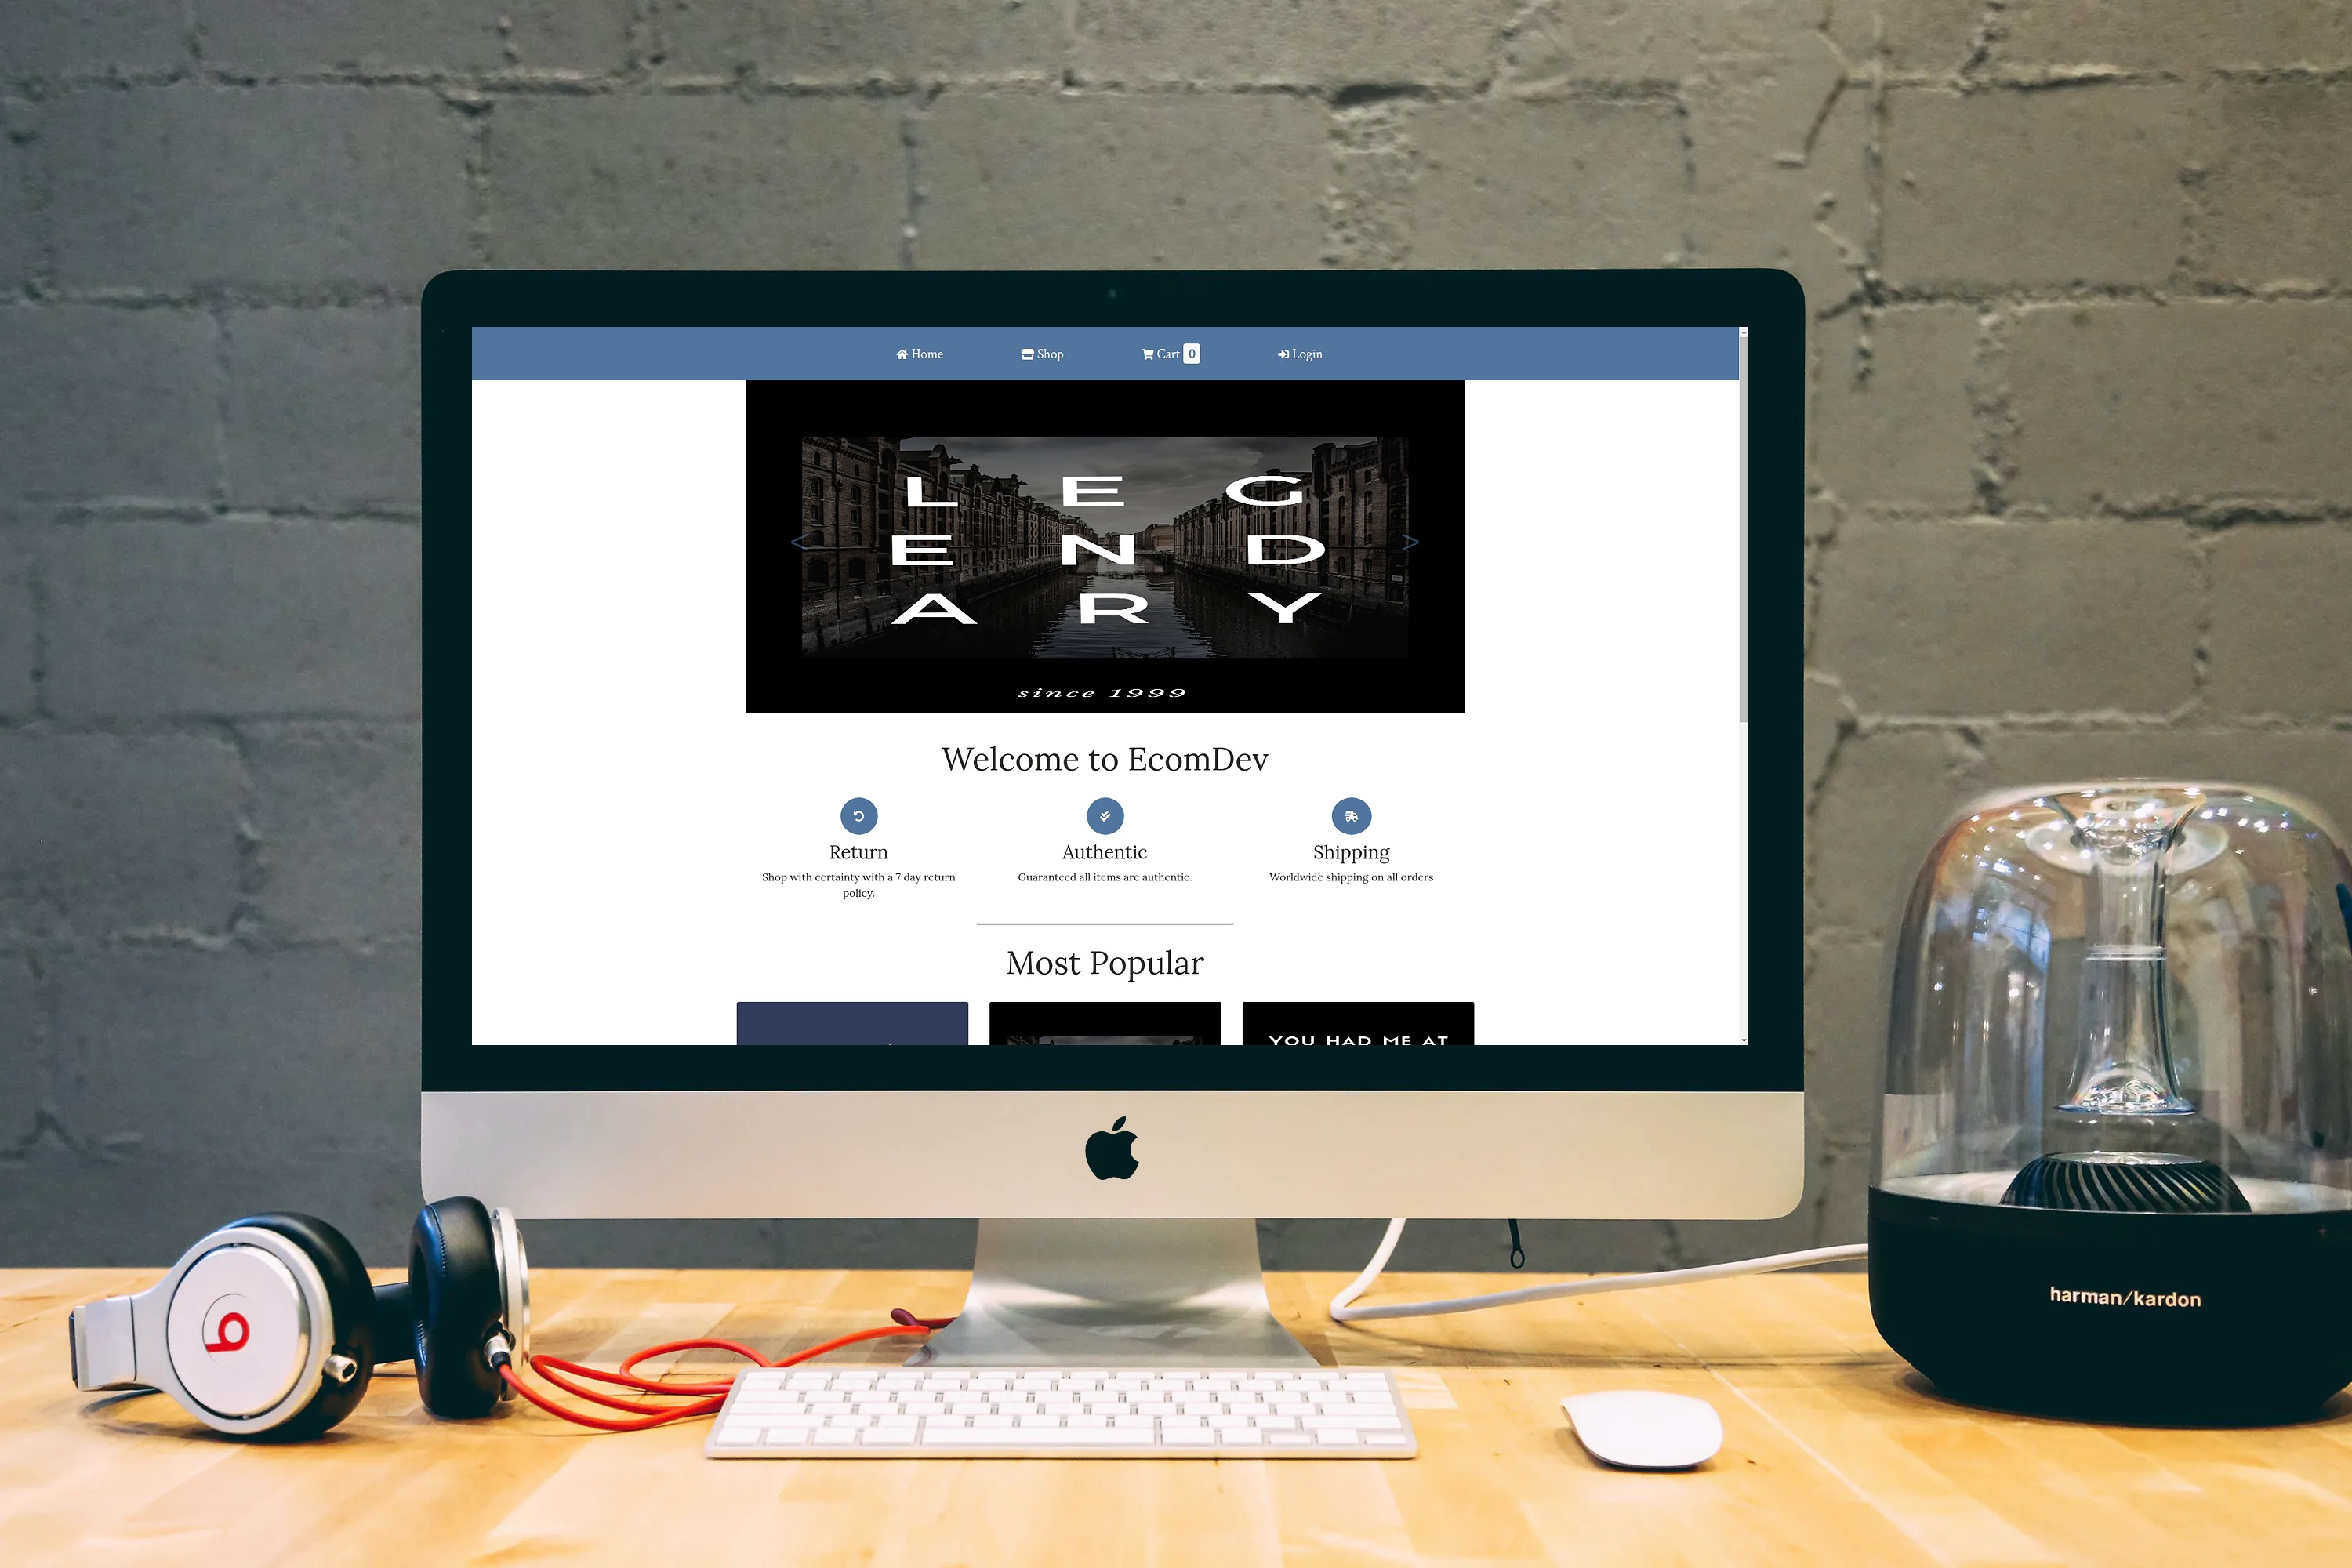 Home Shop Cart 0 Login
L E G
E N D
A R Y
< >
since 1999
Welcome to EcomDev
Return Authentic Shipping
Shop with certainty with a 7 day return policy.
Guaranteed all items are authentic.
Worldwide shipping on all orders
Most Popular
YOU HAD ME AT
b
harman/kardon